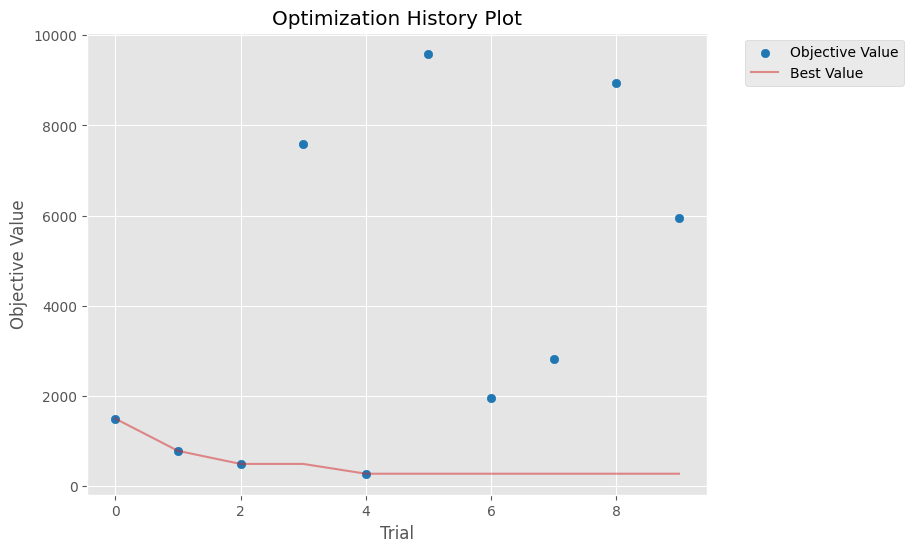 Optimization History Plot
Objective Value
Best Value
Objective Value
10000
8000
6000
4000
2000
0
0 2 4 6 8
Trial